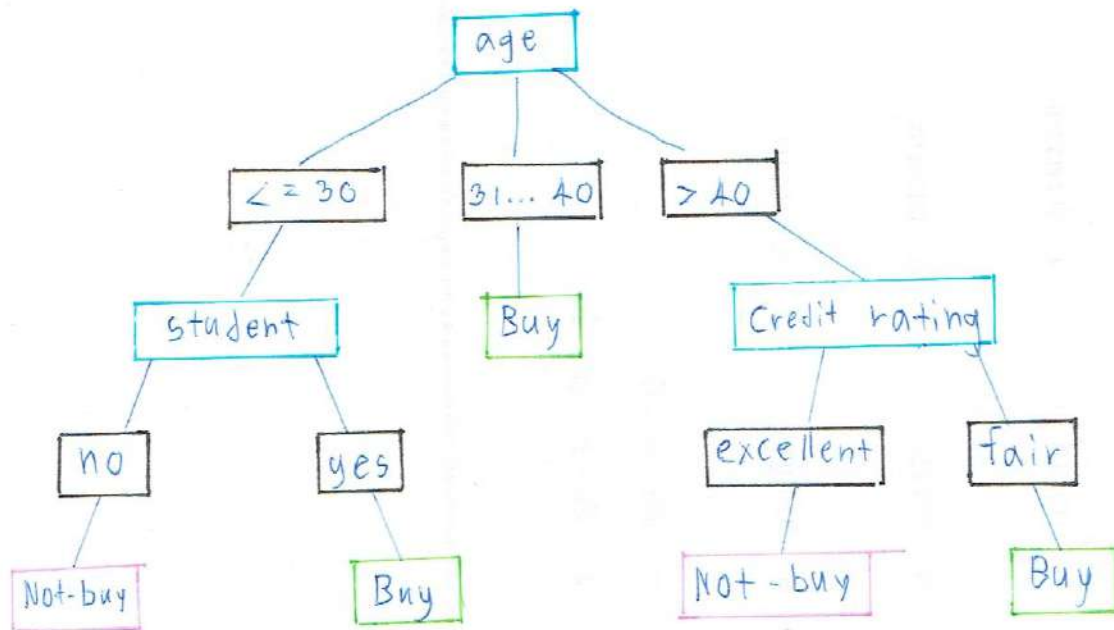 age
<= 30
31... 40
> 40
student
Buy
Credit rating
no
yes
excellent
fair
Not-buy
Buy
Not-buy
Buy